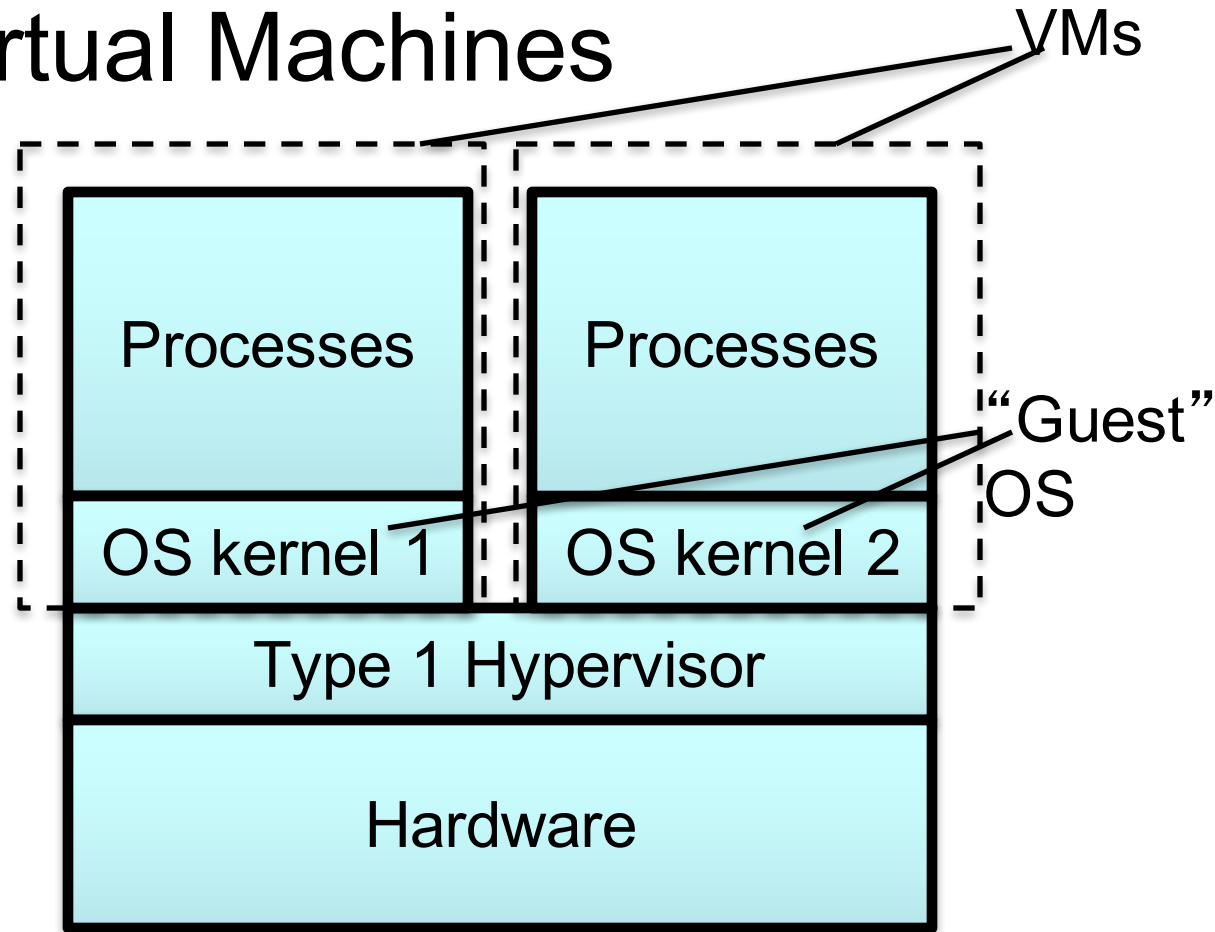 rtual Machines
VMs
Processes
Processes
“Guest”
OS
OS kernel 1
OS kernel 2
Type 1 Hypervisor
Hardware